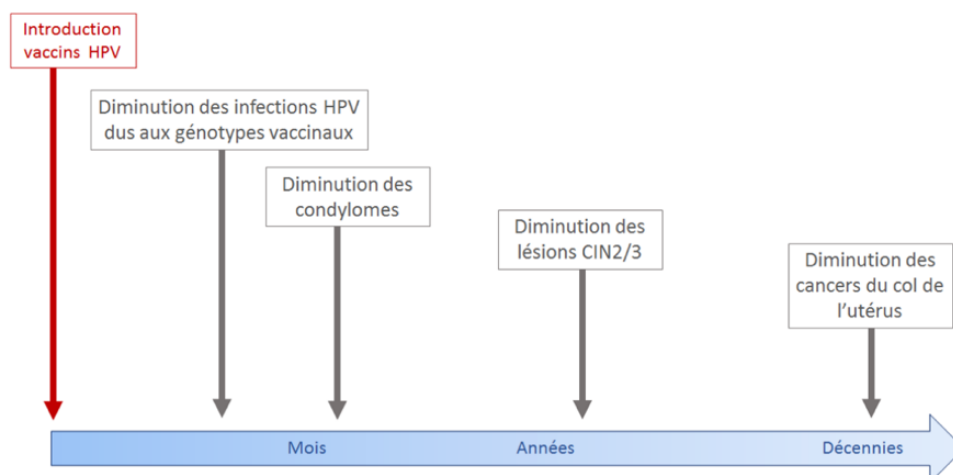 Introduction
vaccins HPV
Diminution des infections HPV
dus aux génotypes vaccinaux
Diminution des
condylomes
Diminution des
lésions CIN2/3
Diminution des
cancers du col de
l'utérus
Mois
Années
Décennies